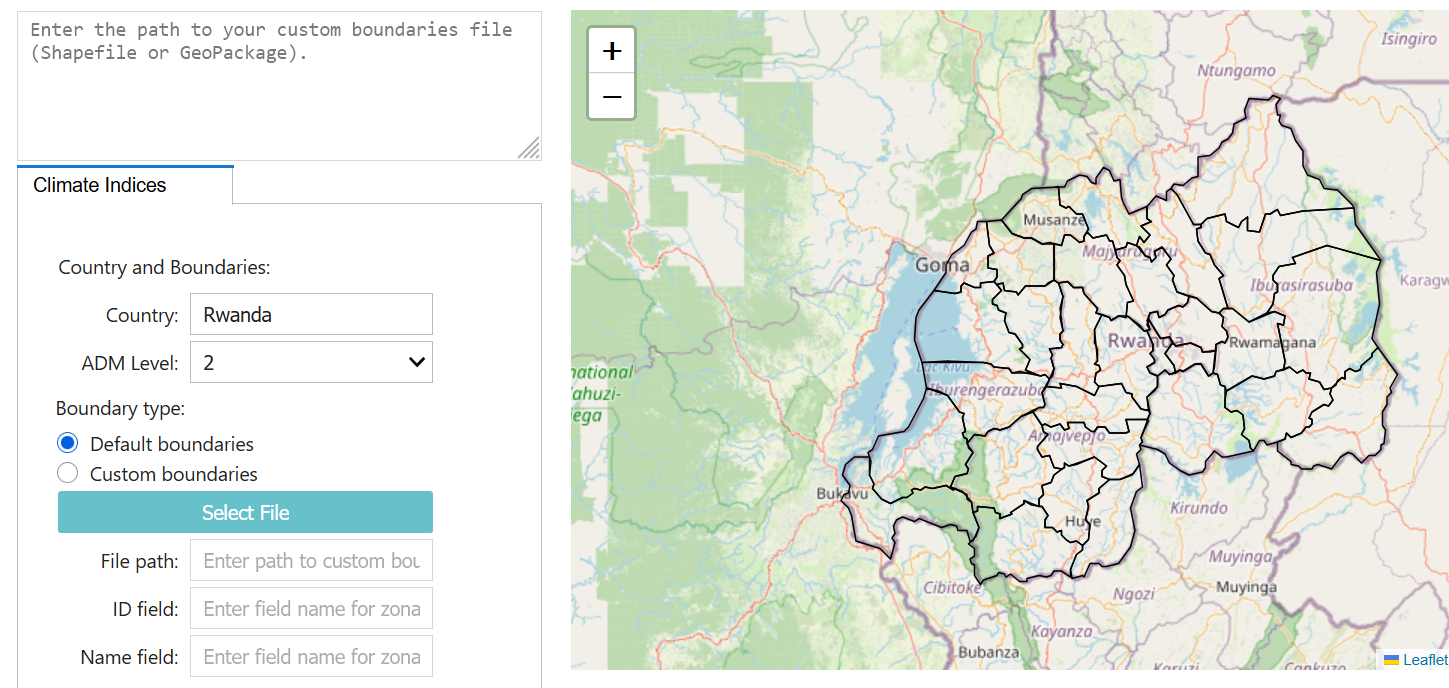 Enter the path to your custom boundaries file
(Shapefile or GeoPackage).
Climate Indices
Country and Boundaries:
Country:
Rwanda
ADM Level:
2
Boundary type:
Default boundaries
Custom boundaries
Select File
File path:
Enter path to custom bou
ID field:
Enter field name for zona
Name field:
Enter field name for zona
+
−
Isingiro
Ntungamo
Musanze
Majyaruguru
Goma
Iburasirasuba
Karagw
Rwanda
Rwamagana
Lac Kivu
national
Kahuzi-
ega
Iburengerazuba
Amajyepfo
Bukavu
Huye
Kirundo
Muyinga
Muyinga
Cibitoke
Ngozi
Kayanza
Bubanza
Karuzi
Cankuzo
Leaflet